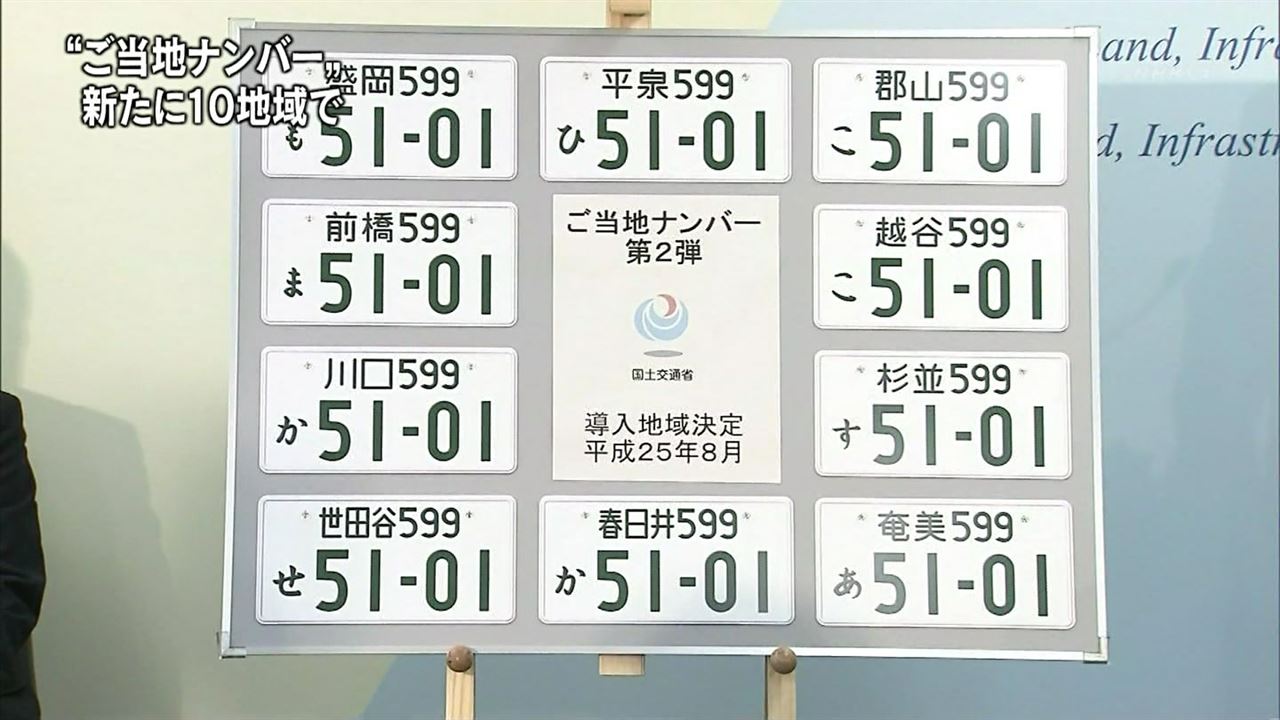 “ご当地ナンバー”
新たに10地域で
and, Infra
d, Infrastr
盛岡599
も 51-01
平泉599
ひ 51-01
郡山599
こ 51-01
前橋599
ま 51-01
ご当地ナンバー
第2弾
国土交通省
導入地域決定
平成25年8月
越谷599
こ 51-01
川口599
か 51-01
杉並599
す 51-01
世田谷599
せ 51-01
春日井599
か 51-01
奄美599
あ 51-01